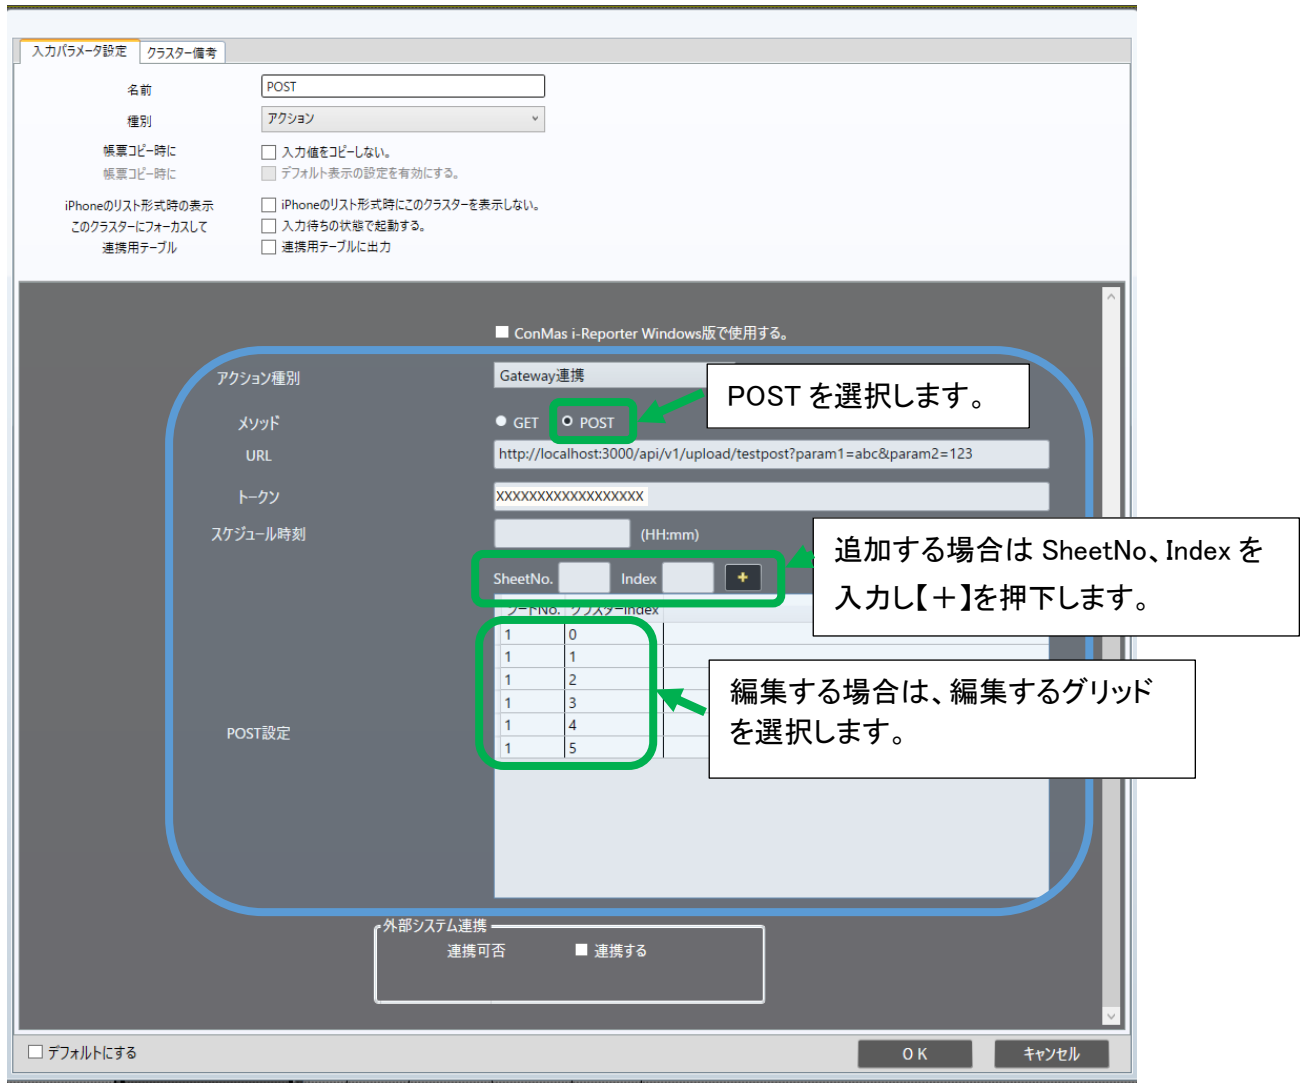 入力パラメータ設定 クラスター備考
名前 POST
種別 アクション
帳票コピー時に 入力値をコピーしない。
帳票コピー時に デフォルト表示の設定を有効にする。
iPhoneのリスト形式時の表示 iPhoneのリスト形式時にこのクラスターを表示しない。
このクラスターにフォーカスして 入力待ちの状態で起動する。
連携用テーブル 連携用テーブルに出力
ConMas i-Reporter Windows版で使用する。
アクション種別 Gateway連携
POST を選択します。
メソッド GET POST
URL http://localhost:3000/api/v1/upload/testpost?param1=abc&param2=123
トークン XXXXXXXXXXXXXXXXXX
スケジュール時刻 (HH:mm)
追加する場合は SheetNo、Index を
入力し【＋】を押下します。
SheetNo. Index +
シートNo. クラスターIndex
1 0
1 1
1 2
1 3
1 4
1 5
編集する場合は、編集するグリッド
を選択します。
POST設定
外部システム連携
連携可否 連携する
デフォルトにする OK キャンセル